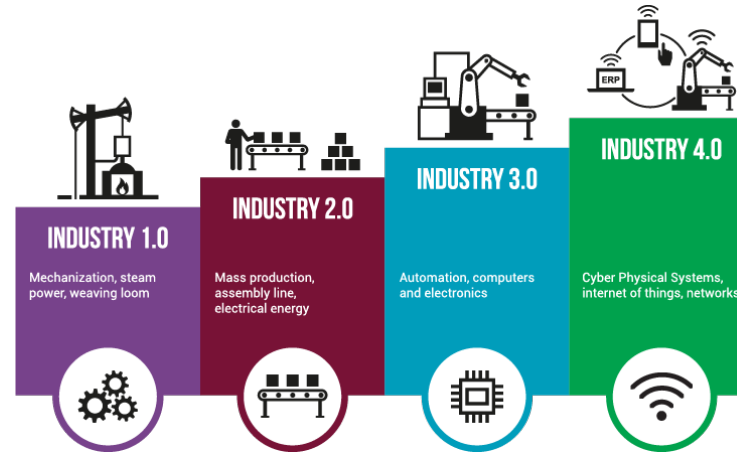 ERP
INDUSTRY 1.0
Mechanization, steam
power, weaving loom
INDUSTRY 2.0
Mass production,
assembly line,
electrical energy
INDUSTRY 3.0
Automation, computers
and electronics
INDUSTRY 4.0
Cyber Physical Systems,
internet of things, networks